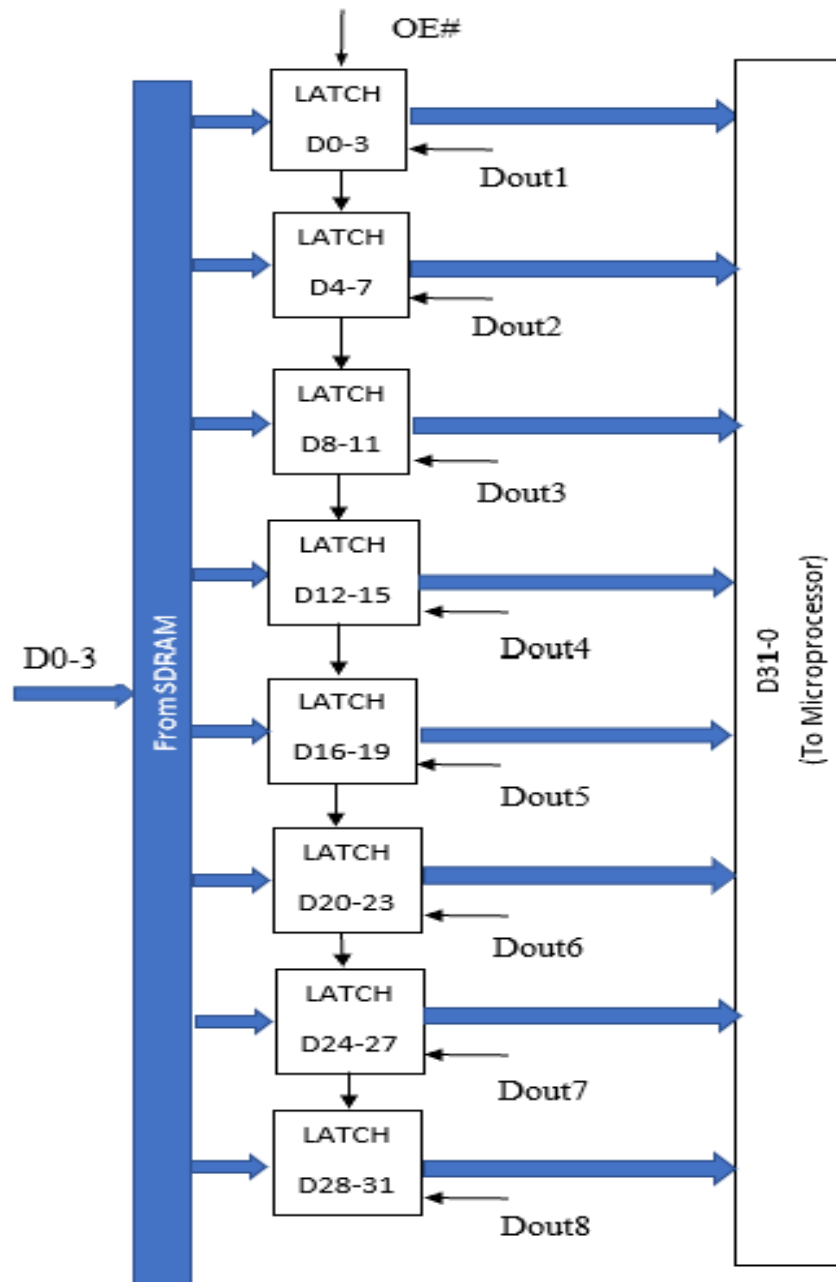 OE#
LATCH
D0-3
Dout1
LATCH
D4-7
Dout2
LATCH
D8-11
Dout3
LATCH
D12-15
Dout4
D0-3
From SDRAM
LATCH
D16-19
Dout5
D31-0
(To Microprocessor)
LATCH
D20-23
Dout6
LATCH
D24-27
Dout7
LATCH
D28-31
Dout8